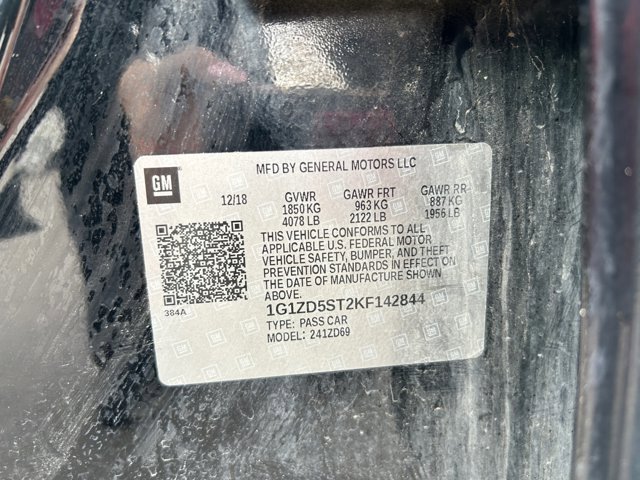 MFD BY GENERAL MOTORS LLC
GM
12/18 GVWR GAWR FRT GAWR RR
1850 KG 963 KG 887 KG
4078 LB 2122 LB 1956 LB
THIS VEHICLE CONFORMS TO ALL
APPLICABLE U.S. FEDERAL MOTOR
VEHICLE SAFETY, BUMPER, AND THEFT
PREVENTION STANDARDS IN EFFECT ON
THE DATE OF MANUFACTURE SHOWN
ABOVE.
384A
1G1ZD5ST2KF142844
TYPE: PASS CAR
MODEL: 241ZD69